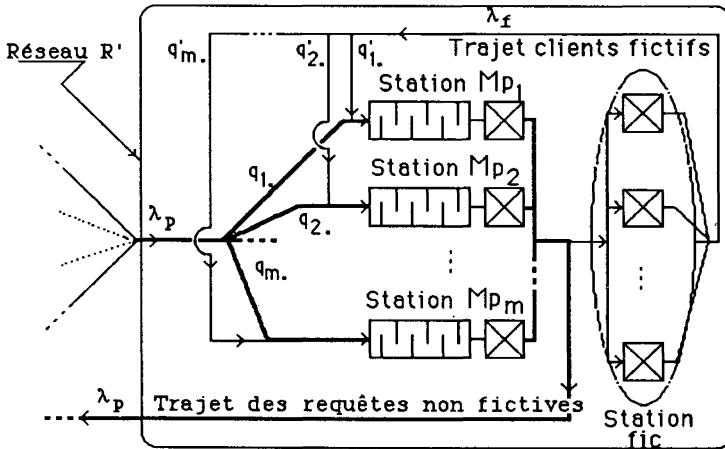 λf
q'm.
q'2.
q'1.
Trajet clients fictifs
Réseau R'
Station Mp1
q1.
Station Mp2
λp
q2.
qm.
Station Mpm
λp
Trajet des requêtes non fictives
Station
fic